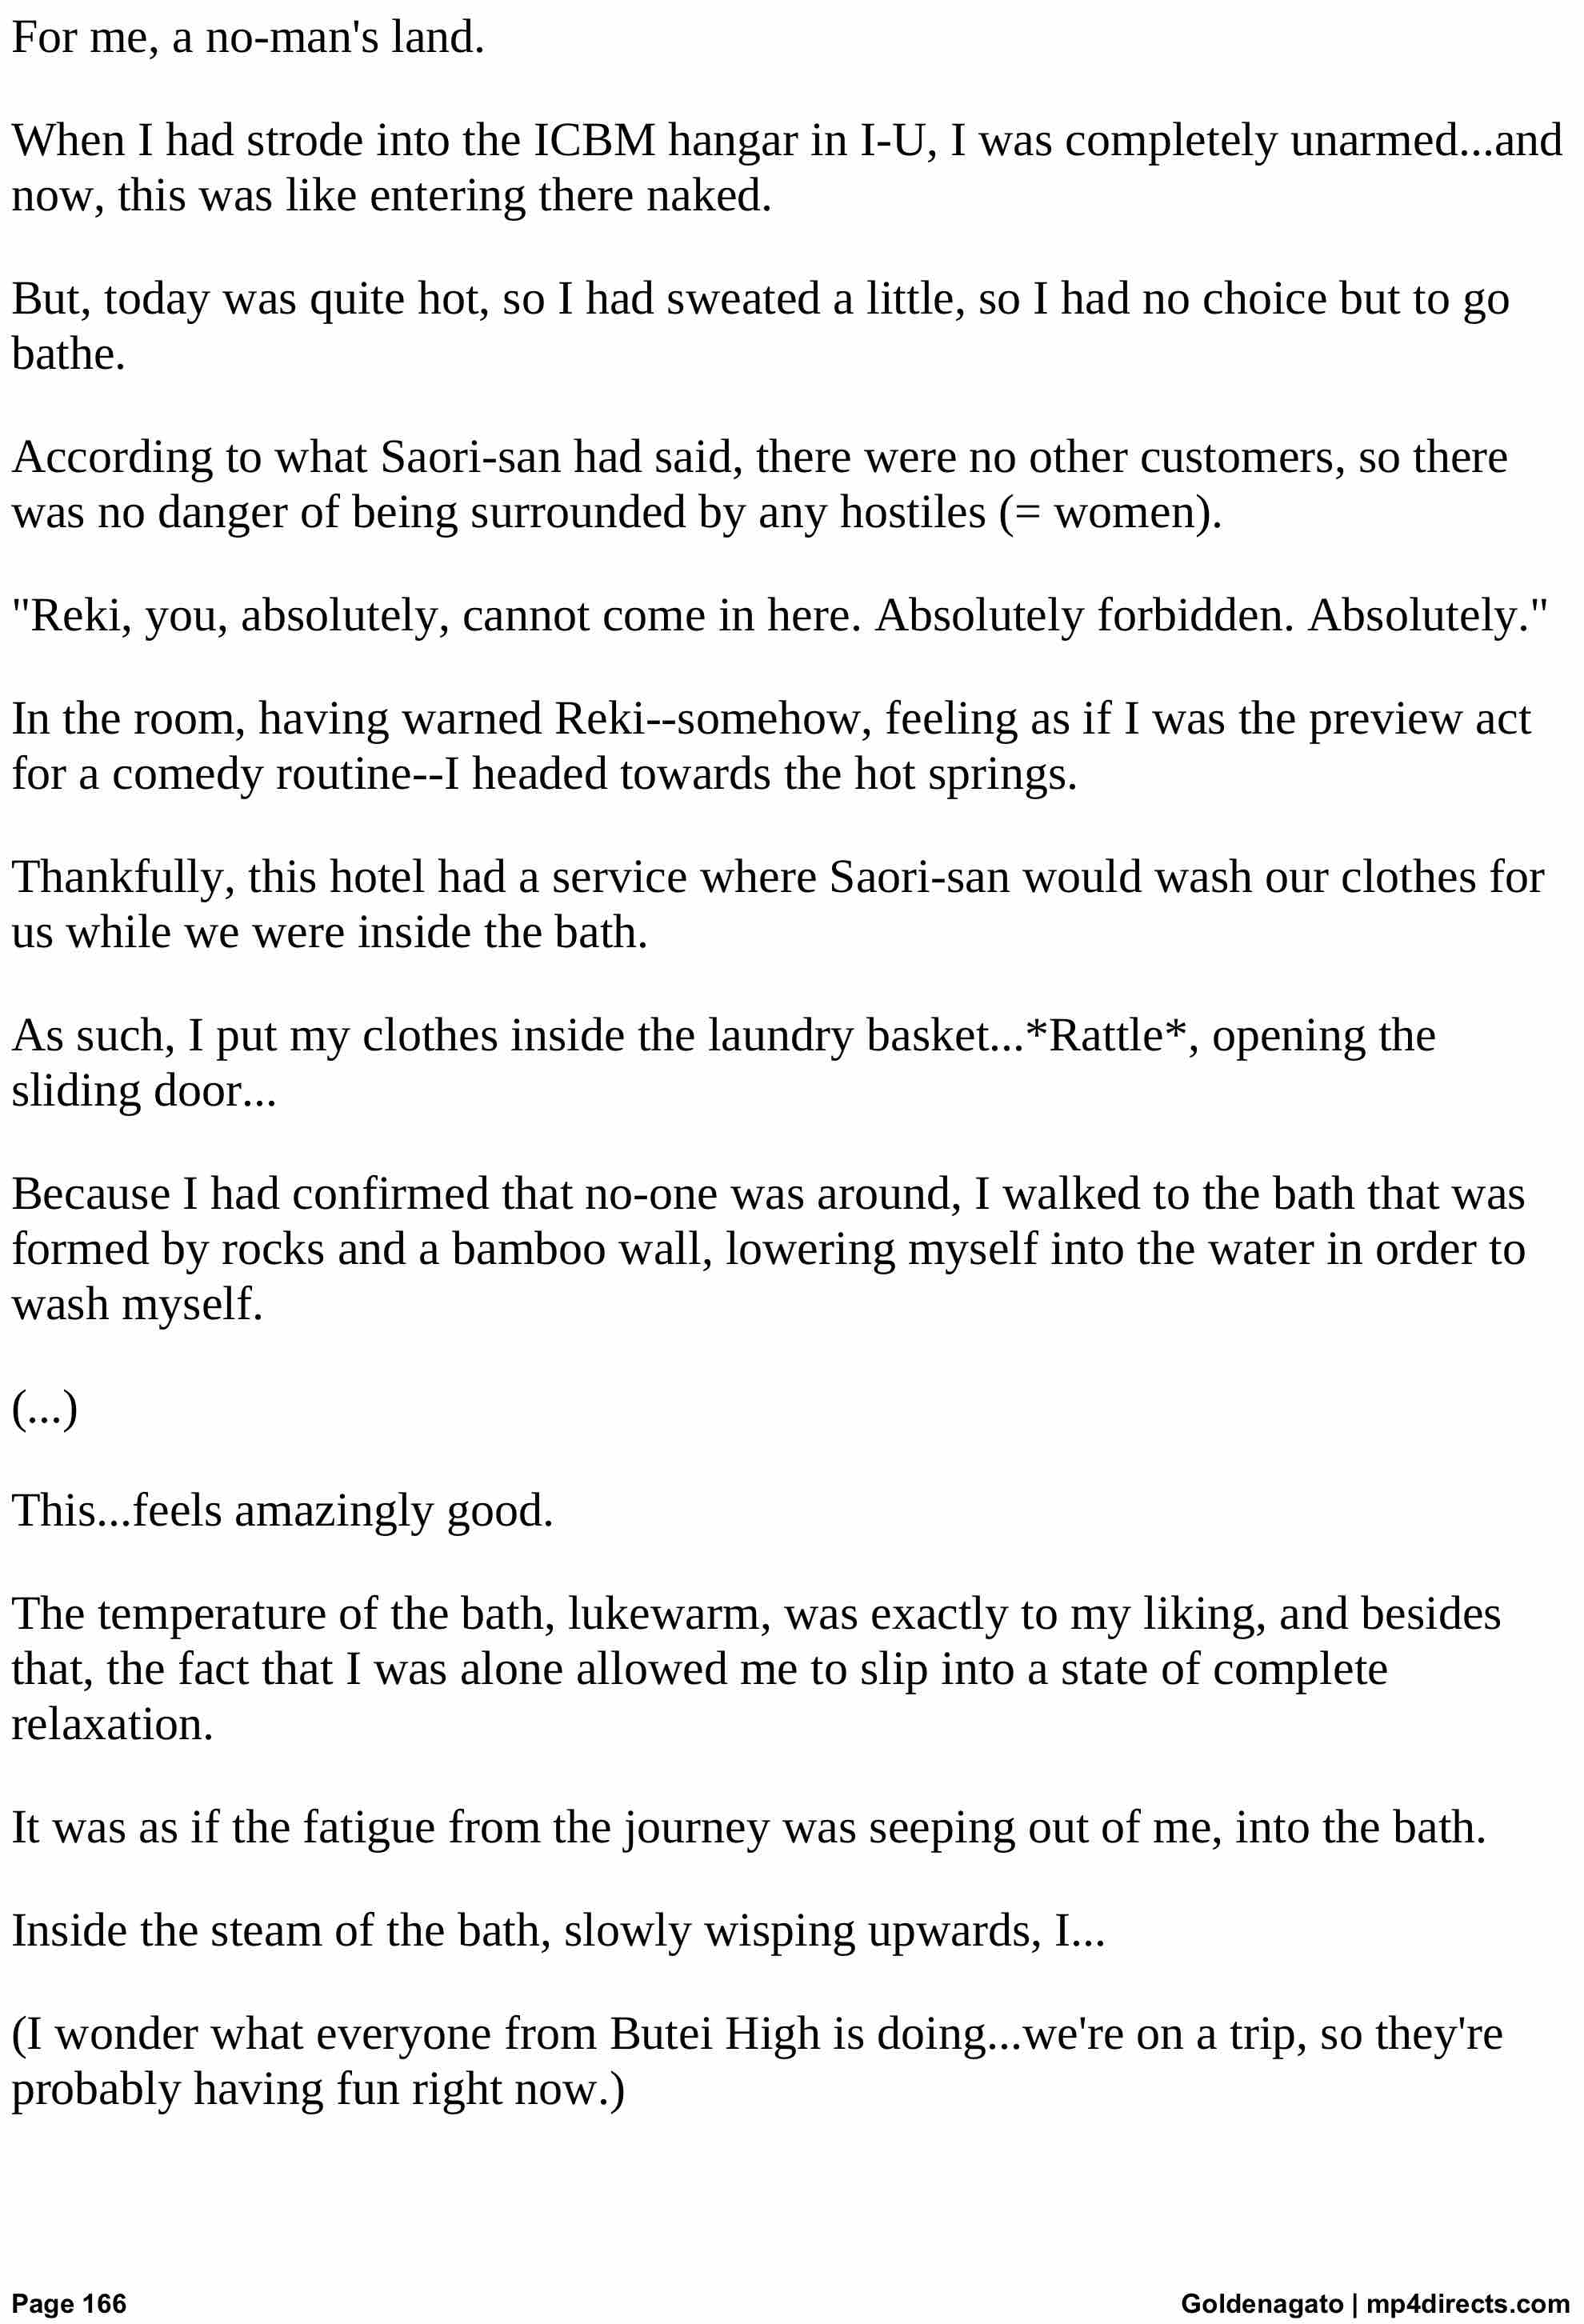 For me, a no-man's land.
When I had strode into the ICBM hangar in I-U, I was completely unarmed...and
now, this was like entering there naked.
But, today was quite hot, so I had sweated a little, so I had no choice but to go
bathe.
According to what Saori-san had said, there were no other customers, so there
was no danger of being surrounded by any hostiles (= women).
"Reki, you, absolutely, cannot come in here. Absolutely forbidden. Absolutely."
In the room, having warned Reki--somehow, feeling as if I was the preview act
for a comedy routine--I headed towards the hot springs.
Thankfully, this hotel had a service where Saori-san would wash our clothes for
us while we were inside the bath.
As such, I put my clothes inside the laundry basket...*Rattle*, opening the
sliding door...
Because I had confirmed that no-one was around, I walked to the bath that was
formed by rocks and a bamboo wall, lowering myself into the water in order to
wash myself.
(...)
This...feels amazingly good.
The temperature of the bath, lukewarm, was exactly to my liking, and besides
that, the fact that I was alone allowed me to slip into a state of complete
relaxation.
It was as if the fatigue from the journey was seeping out of me, into the bath.
Inside the steam of the bath, slowly wisping upwards, I...
(I wonder what everyone from Butei High is doing...we're on a trip, so they're
probably having fun right now.)
Page 166
Goldenagato | mp4directs.com